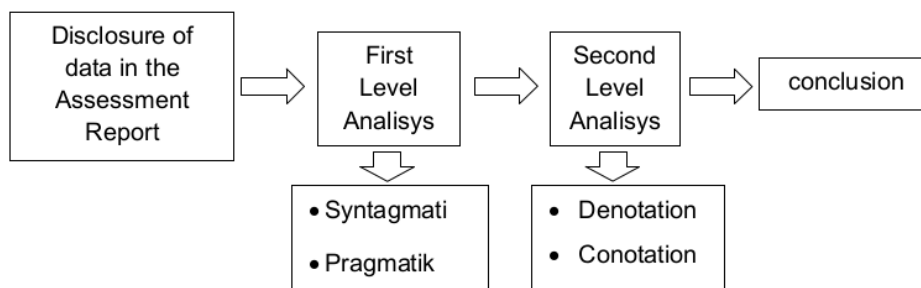 Disclosure of
data in the
Assessment
Report
First
Level
Analisys
Second
Level
Analisys
conclusion
• Syntagmati
• Pragmatik
• Denotation
• Conotation